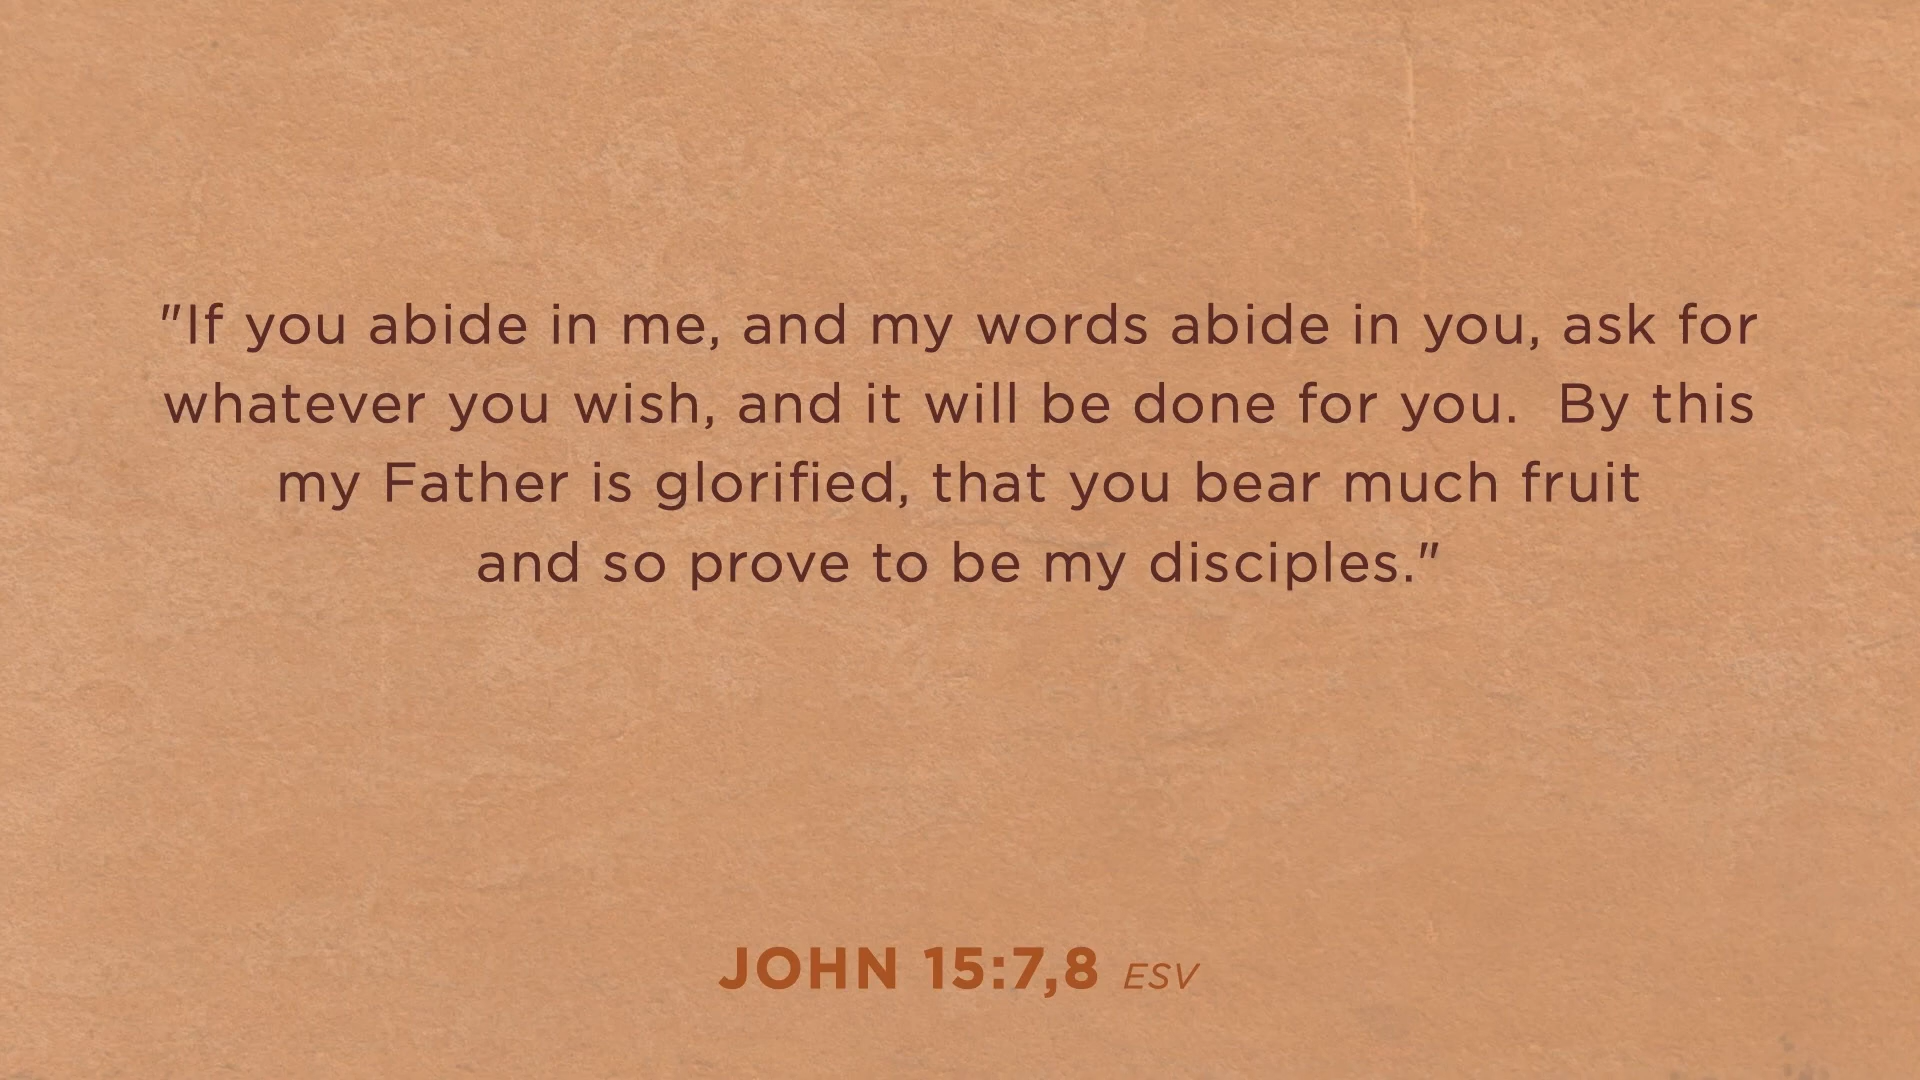 "If you abide in me, and my words abide in you, ask for
whatever you wish, and it will be done for you.  By this
my Father is glorified, that you bear much fruit
and so prove to be my disciples."
JOHN 15:7,8 ESV